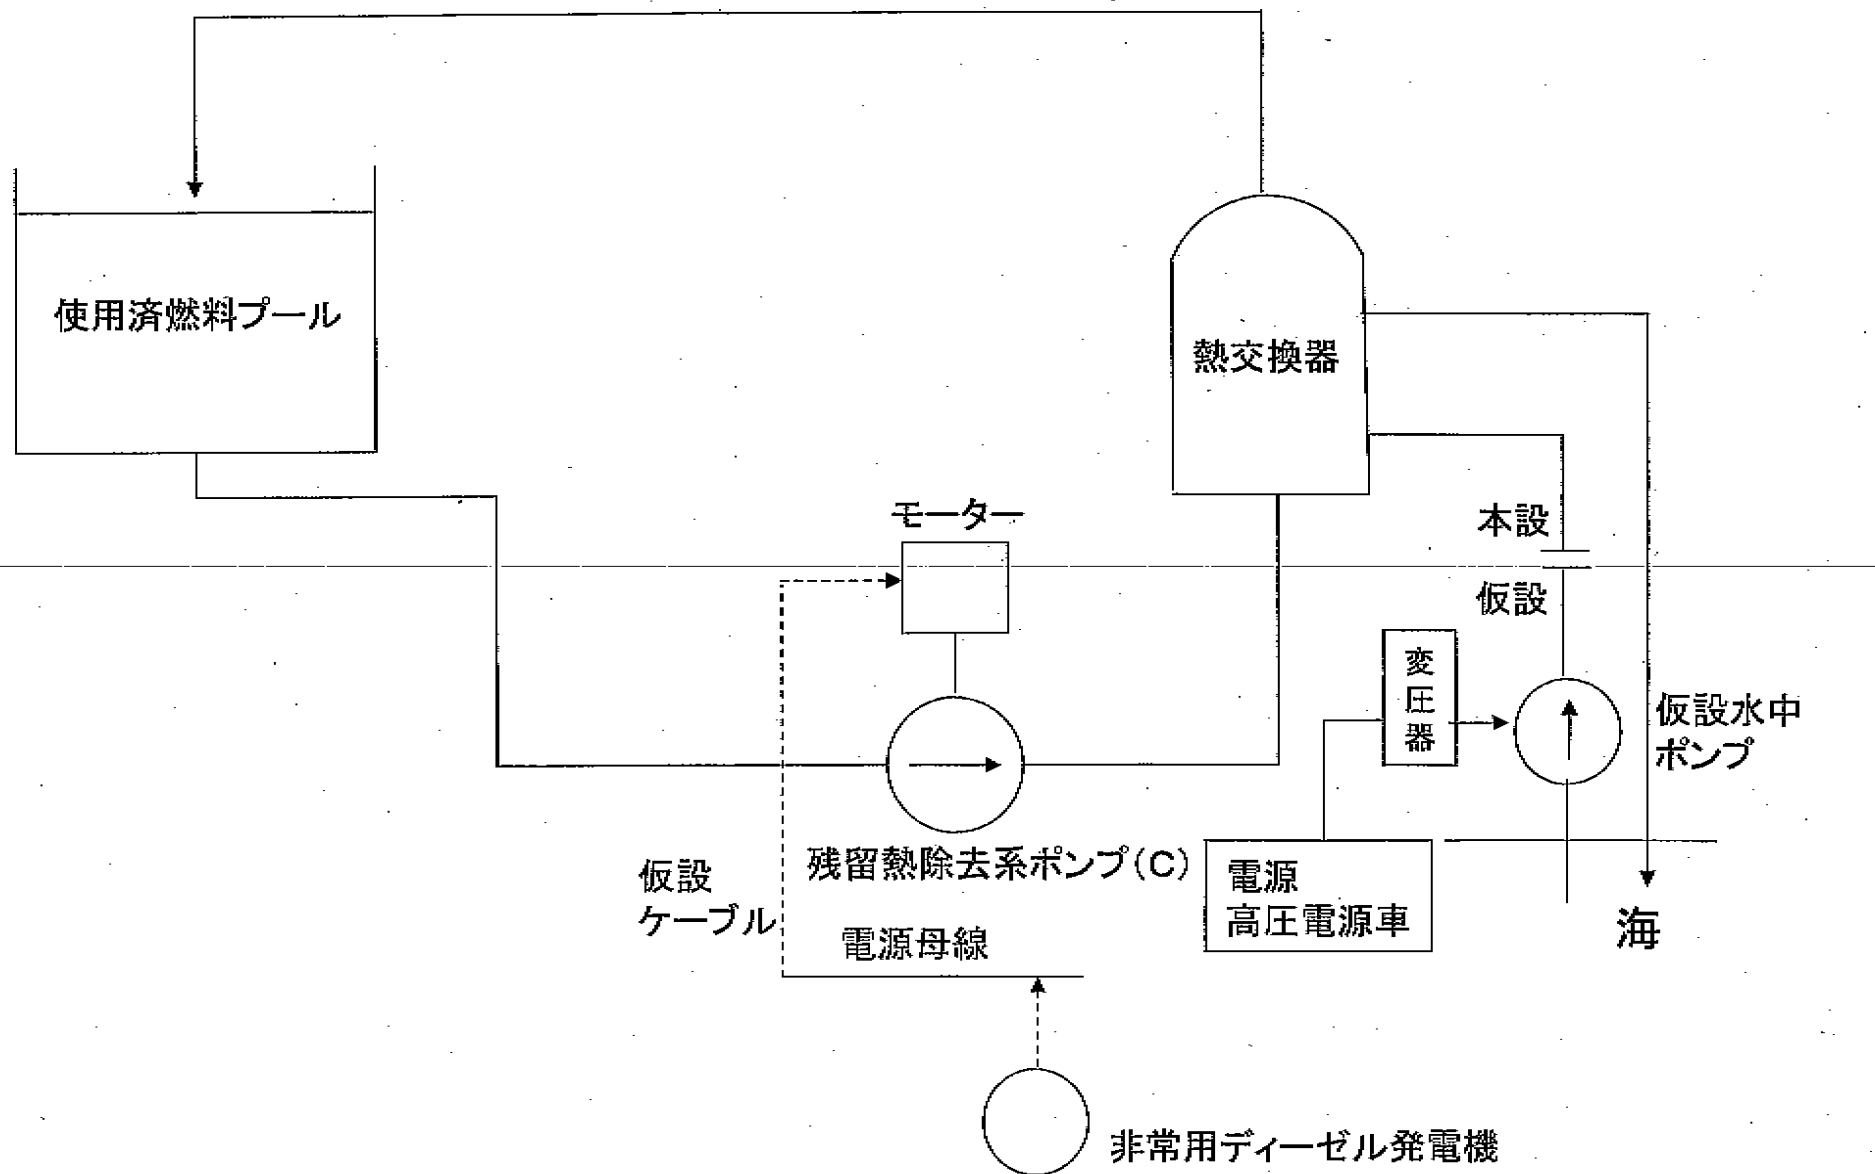 使用済燃料プール
熱交換器
モーター
本設
仮設
変圧器
仮設水中
ポンプ
残留熱除去系ポンプ(C)
仮設
ケーブル
電源
高圧電源車
海
電源母線
非常用ディーゼル発電機